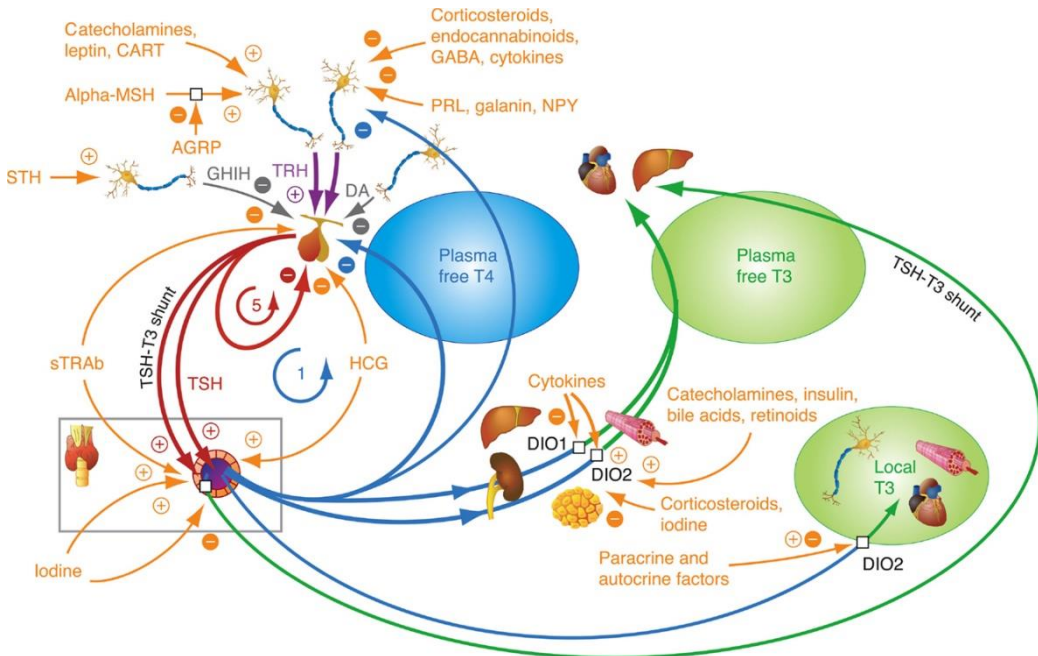 Catecholamines,
leptin, CART
Corticosteroids,
endocannabinoids,
GABA, cytokines
Alpha-MSH
PRL, galanin, NPY
AGRP
STH
GHIH
TRH
DA
Plasma
free T4
Plasma
free T3
TSH-T3 shunt
TSH-T3 shunt
5
sTRAb
TSH
1
HCG
Cytokines
Catecholamines, insulin,
bile acids, retinoids
DIO1
DIO2
Local
T3
Corticosteroids,
iodine
Iodine
Paracrine and
autocrine factors
DIO2